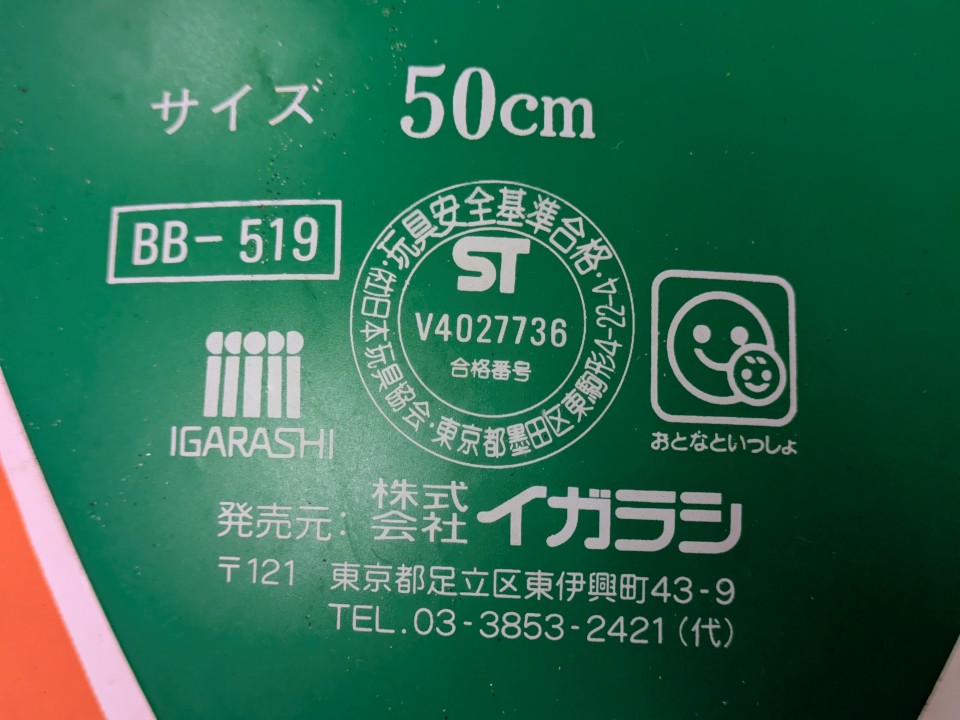 サイズ 50cm
BB-519
玩具安全基準合格・(社)日本玩具協会・東京都墨田区東駒形4-22-4
ST
V4027736
合格番号
IGARASHI
おとなといっしょ
発売元: 株式会社 イガラシ
〒121 東京都足立区東伊興町43-9
TEL.03-3853-2421(代)